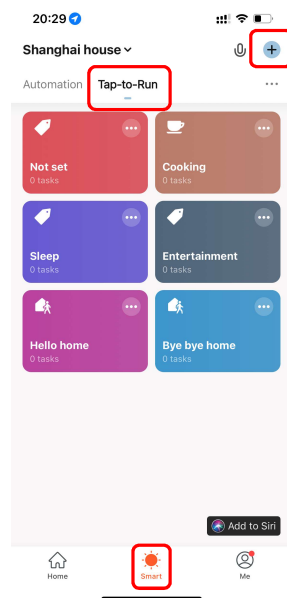 20:29
Shanghai house
Automation Tap-to-Run
Not set
0 tasks
Cooking
0 tasks
Sleep
0 tasks
Entertainment
0 tasks
Hello home
0 tasks
Bye bye home
0 tasks
Add to Siri
Home Smart Me